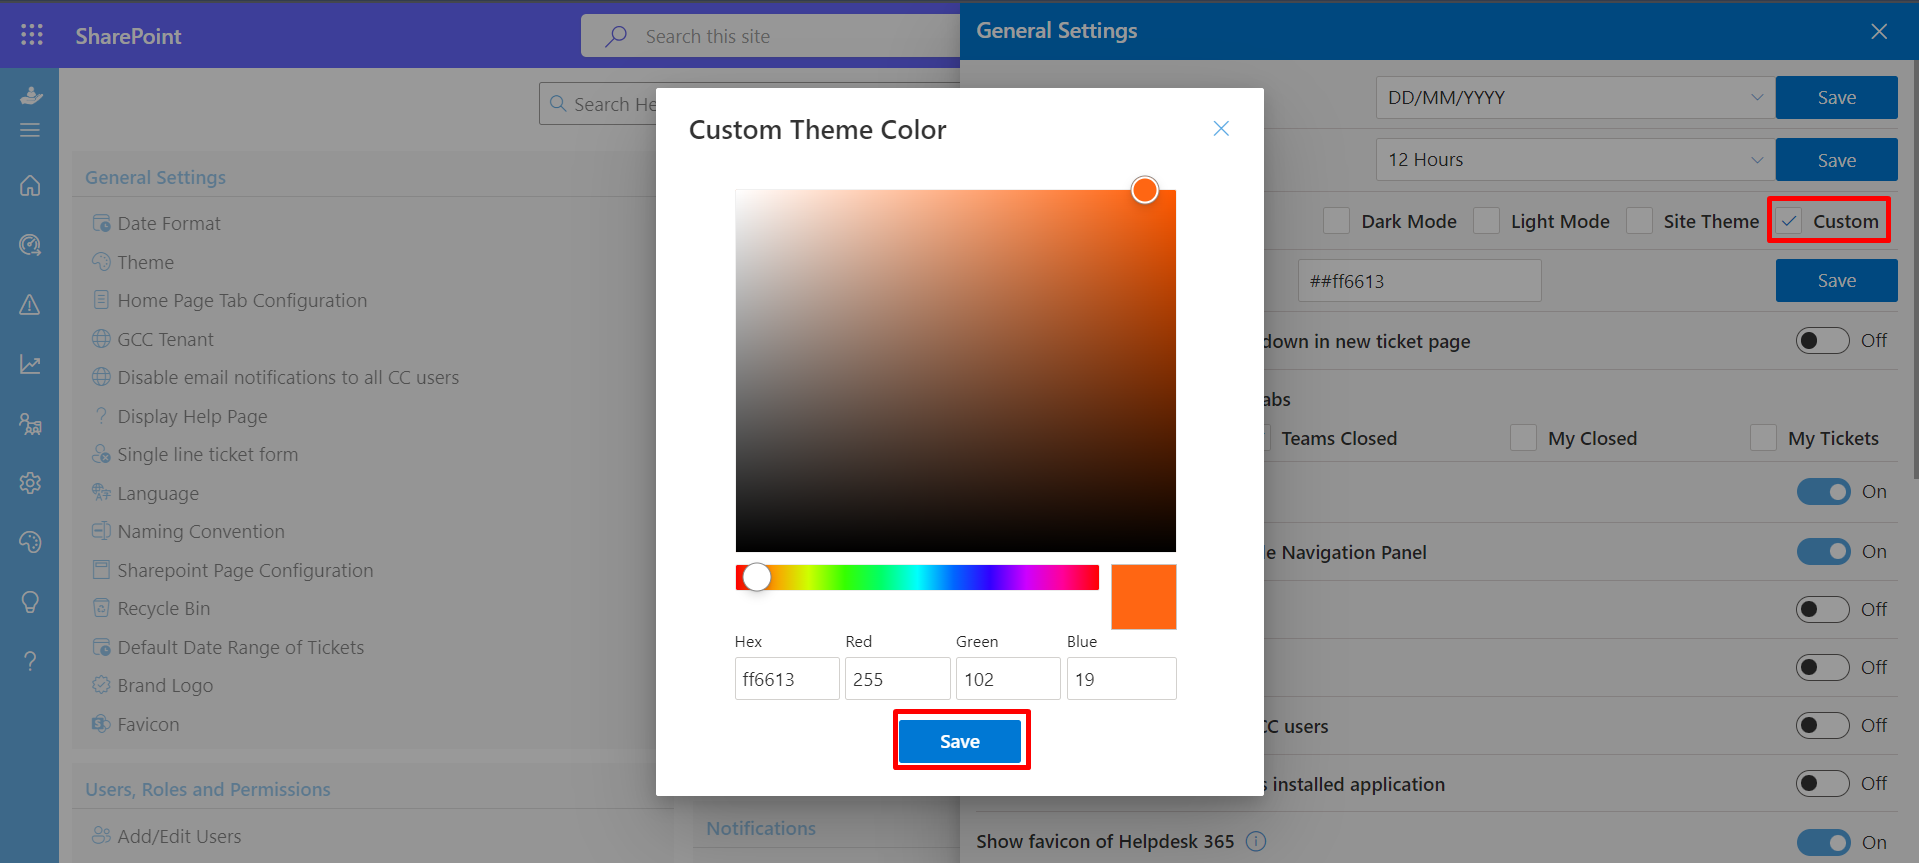 SharePoint
Search this site
General Settings
Search He
General Settings
Date Format
Theme
Home Page Tab Configuration
GCC Tenant
Disable email notifications to all CC users
? Display Help Page
Single line ticket form
Language
Naming Convention
Sharepoint Page Configuration
Recycle Bin
Default Date Range of Tickets
Brand Logo
Favicon
Users, Roles and Permissions
Add/Edit Users
Notifications
Custom Theme Color
Hex Red Green Blue
ff6613 255 102 19
Save
DD/MM/YYYY Save
12 Hours Save
Dark Mode Light Mode Site Theme Custom
##ff6613 Save
down in new ticket page Off
abs
Teams Closed My Closed My Tickets
On
le Navigation Panel On
Off
Off
CC users Off
s installed application Off
Show favicon of Helpdesk 365 On